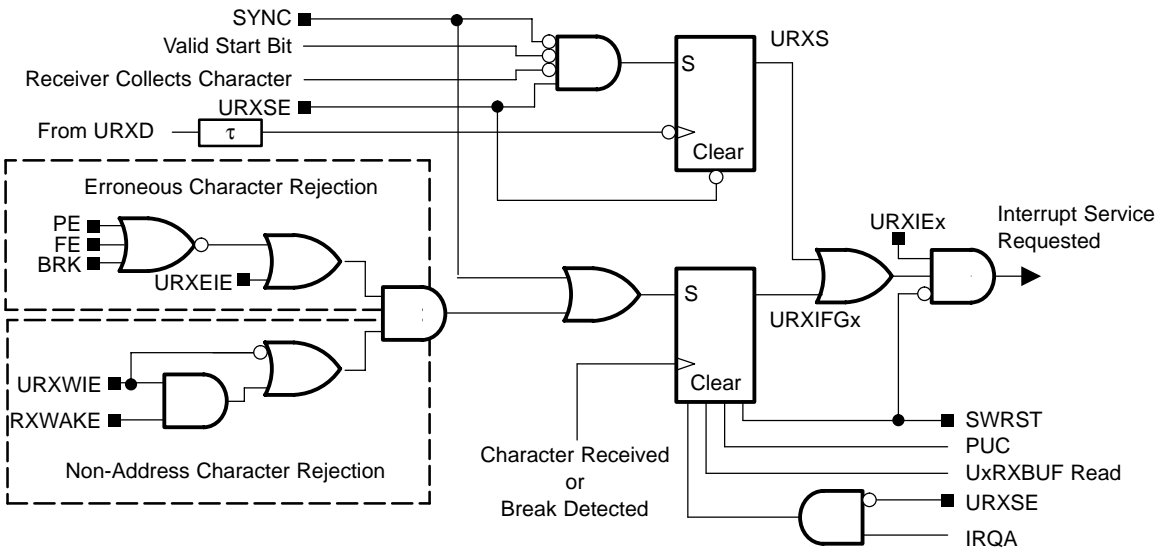 SYNC
Valid Start Bit
Receiver Collects Character
URXSE
From URXD
τ
S
URXS
Clear
Erroneous Character Rejection
PE
FE
BRK
URXEIE
URXIEx
Interrupt Service
Requested
S
URXIFGx
Clear
URXWIE
RXWAKE
Non-Address Character Rejection
Character Received
or
Break Detected
SWRST
PUC
UxRXBUF Read
URXSE
IRQA